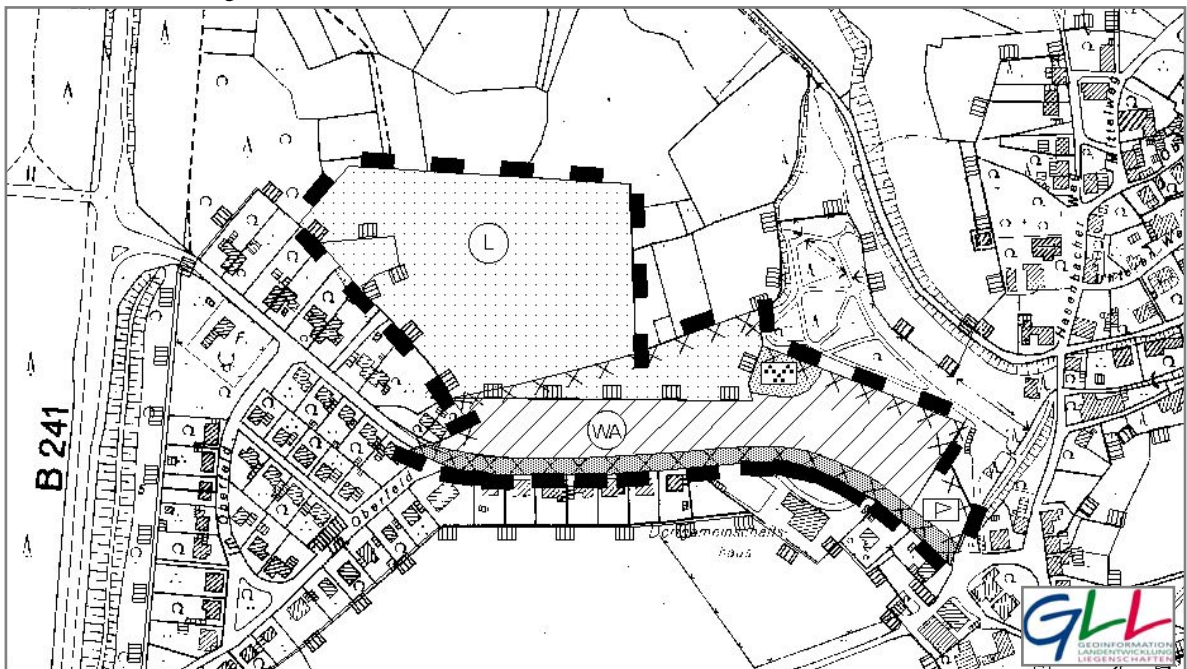 Mittelweg
Hasenbacher Weg
L
WA
B 241
Oberfeld
Oberfeld
Dorfgemeinschafts-
haus
V
GLL
GEOINFORMATION
LANDENTWICKLUNG
LIEGENSCHAFTEN